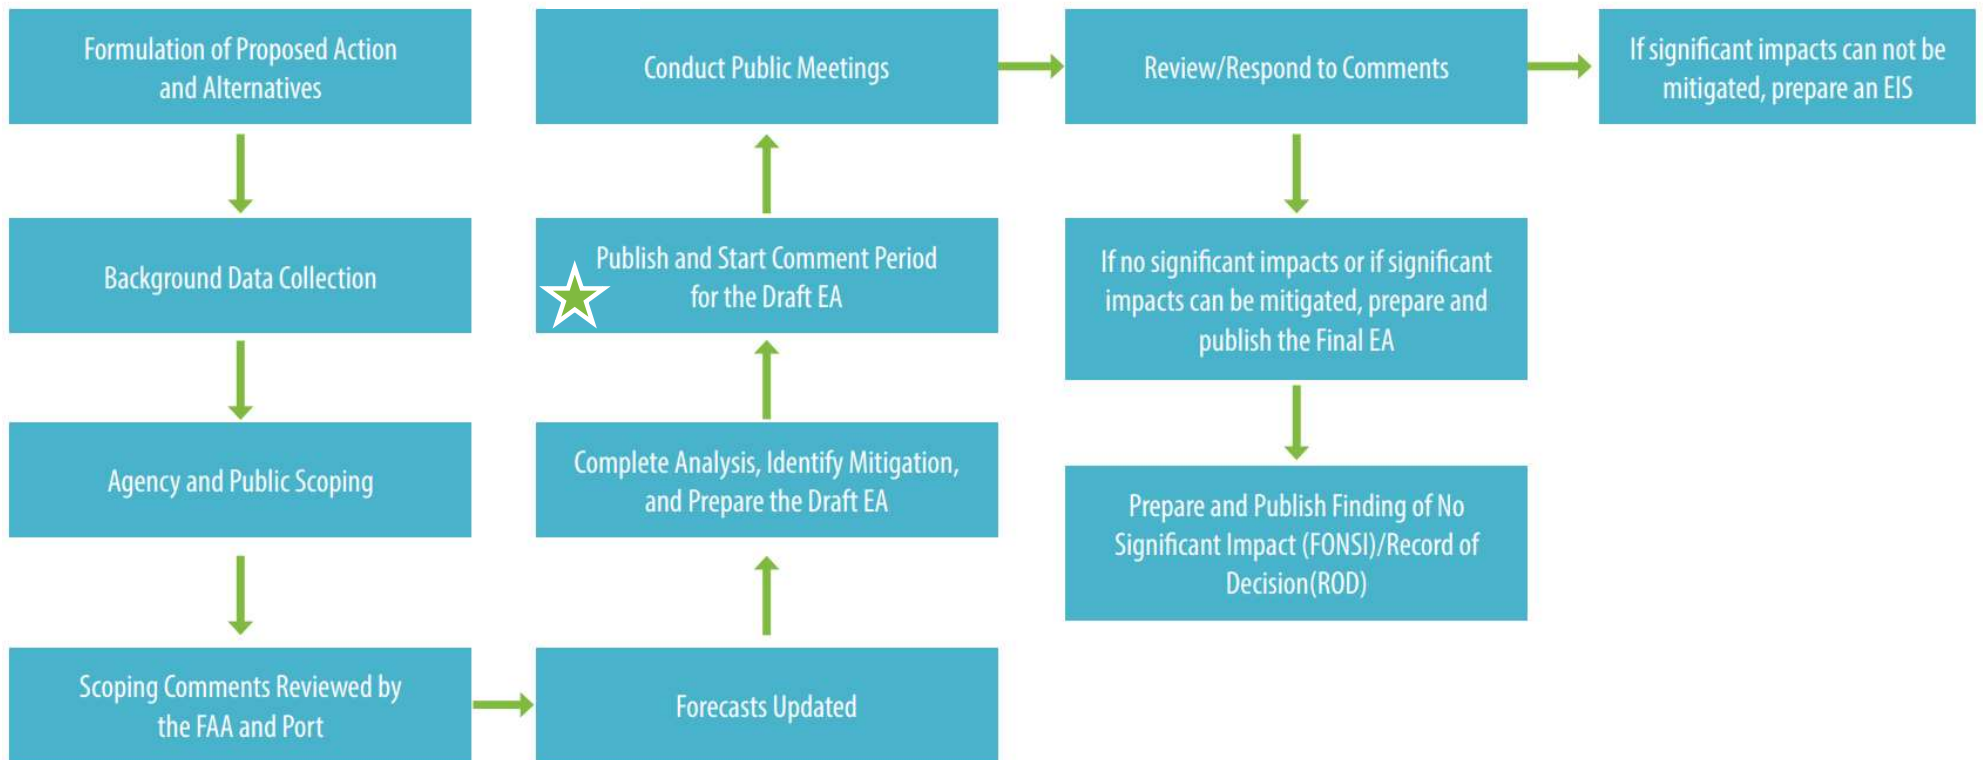 Formulation of Proposed Action
and Alternatives
Background Data Collection
Agency and Public Scoping
Scoping Comments Reviewed by
the FAA and Port
Forecasts Updated
Complete Analysis, Identify Mitigation,
and Prepare the Draft EA
Publish and Start Comment Period
for the Draft EA
Conduct Public Meetings
Review/Respond to Comments
If significant impacts can not be
mitigated, prepare an EIS
If no significant impacts or if significant
impacts can be mitigated, prepare and
publish the Final EA
Prepare and Publish Finding of No
Significant Impact (FONSI)/Record of
Decision(ROD)